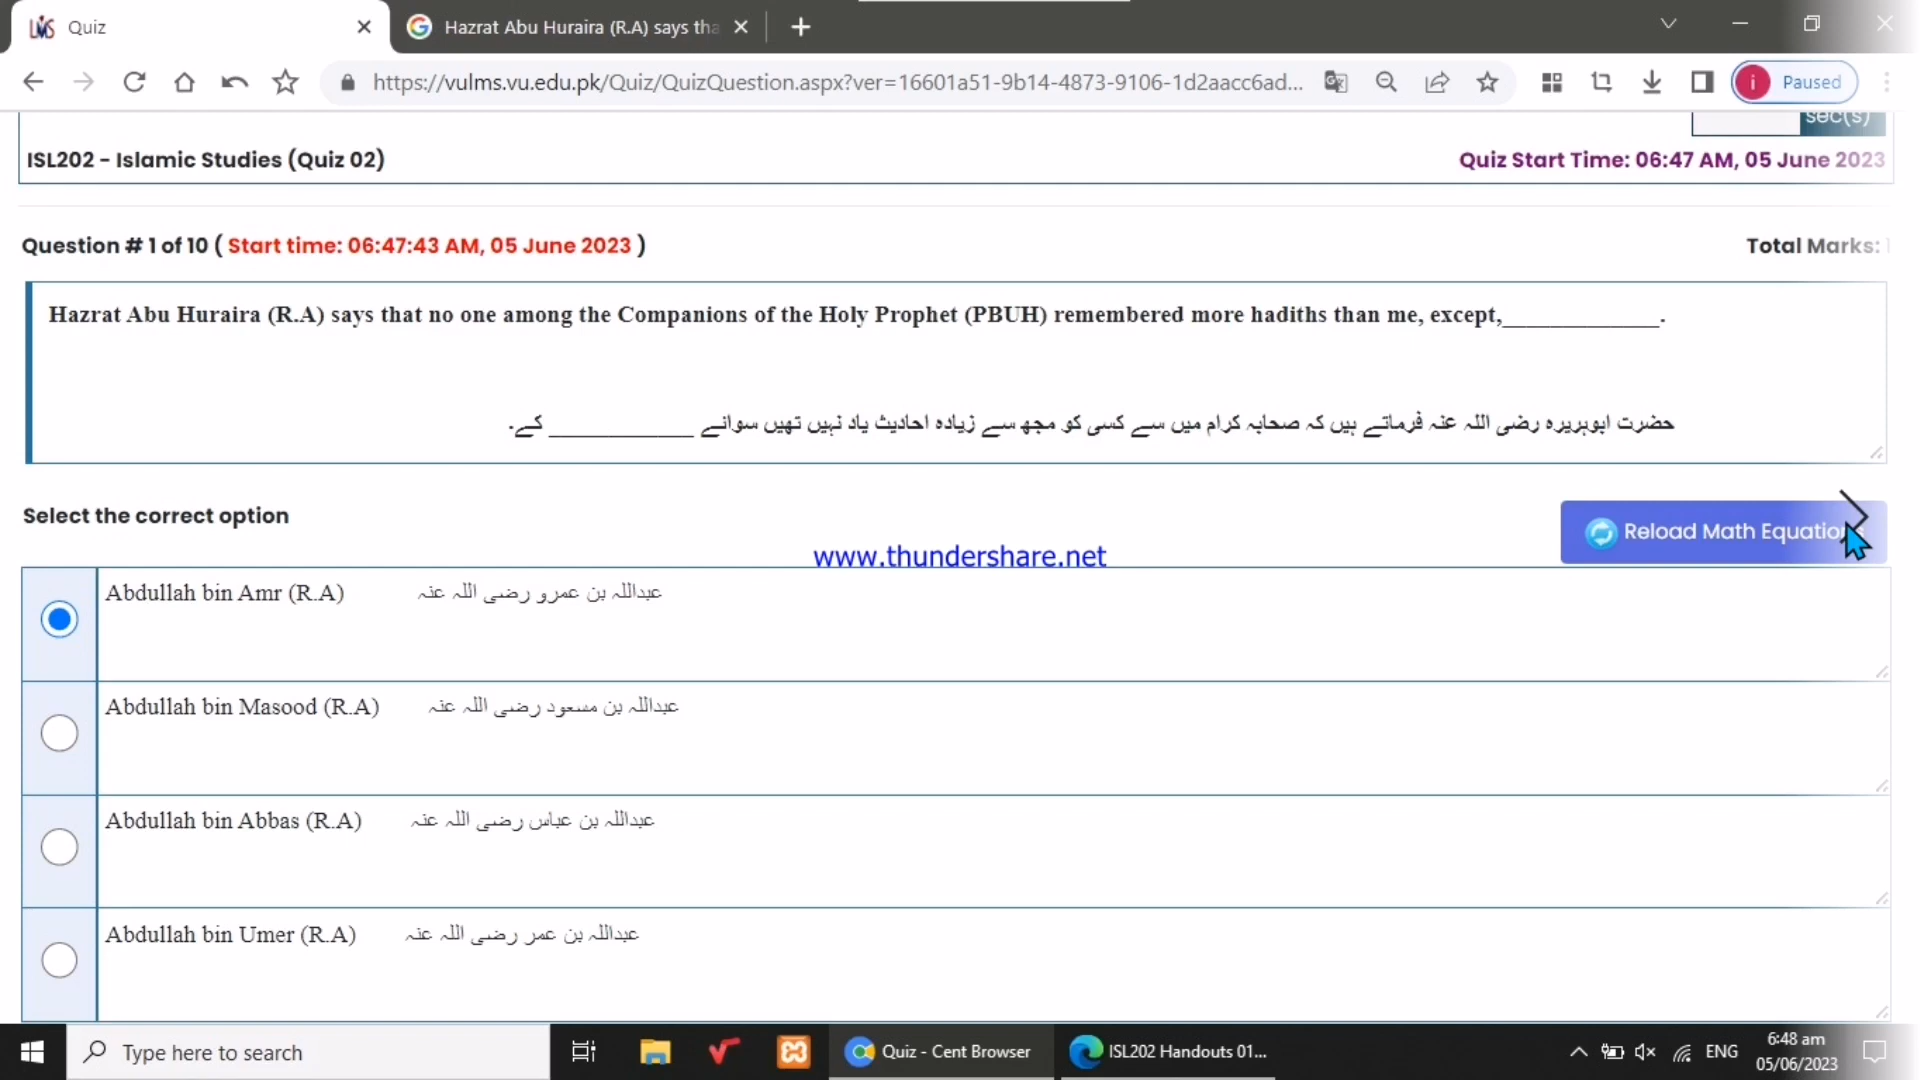 Quiz
Hazrat Abu Huraira (R.A) says tha
https://vulms.vu.edu.pk/Quiz/QuizQuestion.aspx?ver=16601a51-9b14-4873-9106-1d2aacc6ad...
i Paused
sec(s)
ISL202 - Islamic Studies (Quiz 02)
Quiz Start Time: 06:47 AM, 05 June 2023
Question # 1 of 10 ( Start time: 06:47:43 AM, 05 June 2023 )
Total Marks: 1
Hazrat Abu Huraira (R.A) says that no one among the Companions of the Holy Prophet (PBUH) remembered more hadiths than me, except,_____________.
حضرت ابوہریرہ رضی اللہ عنہ فرماتے ہیں کہ صحابہ کرام میں سے کسی کو مجھ سے زیادہ احادیث یاد نہیں تھیں سوائے ____________ کے۔
Select the correct option
Reload Math Equation
www.thundershare.net
Abdullah bin Amr (R.A) عبداللہ بن عمرو رضی اللہ عنہ
Abdullah bin Masood (R.A) عبداللہ بن مسعود رضی اللہ عنہ
Abdullah bin Abbas (R.A) عبداللہ بن عباس رضی اللہ عنہ
Abdullah bin Umer (R.A) عبداللہ بن عمر رضی اللہ عنہ
Type here to search
Quiz - Cent Browser
ISL202 Handouts 01...
ENG
6:48 am
05/06/2023